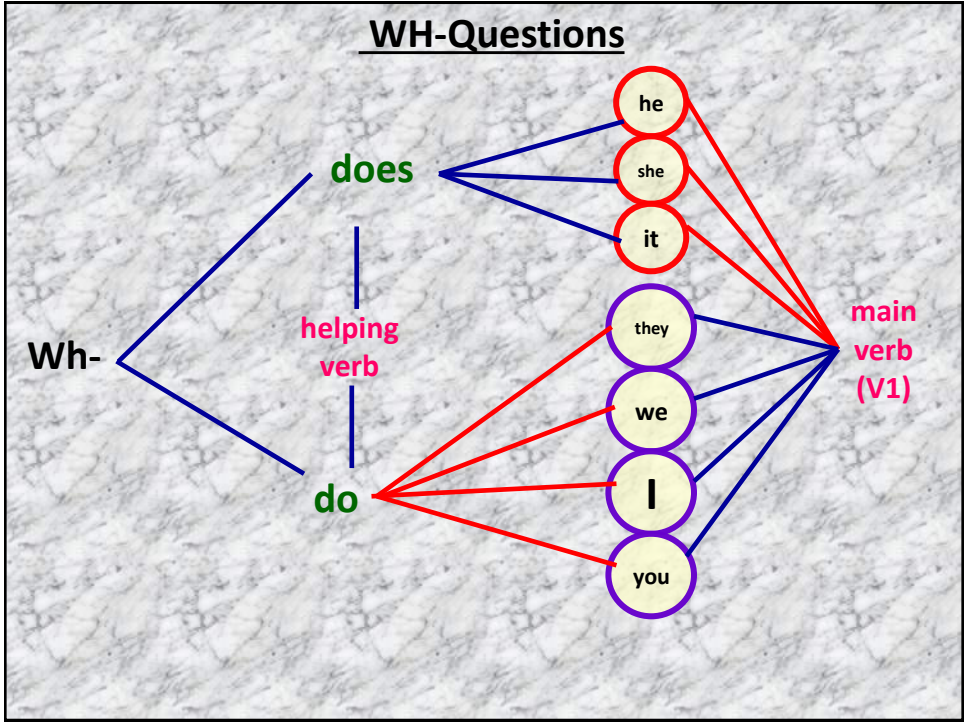 WH-Questions
he
does
she
it
they
helping
verb
main
verb
(V1)
Wh-
we
do
I
you